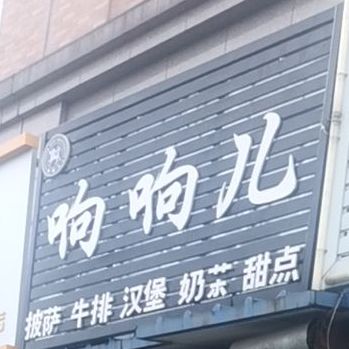 响响儿
披萨 牛排 汉堡 奶茶 甜点